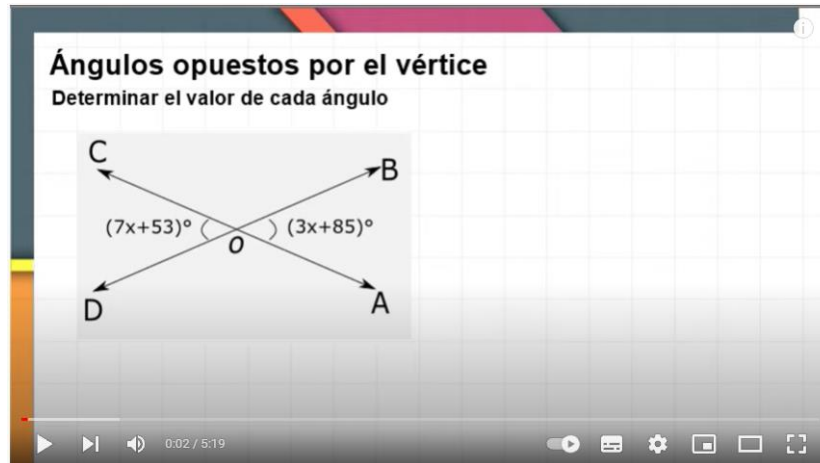 Ángulos opuestos por el vértice
Determinar el valor de cada ángulo
C
B
(7x+53)° (3x+85)°
O
D
A
0:02 / 5:19